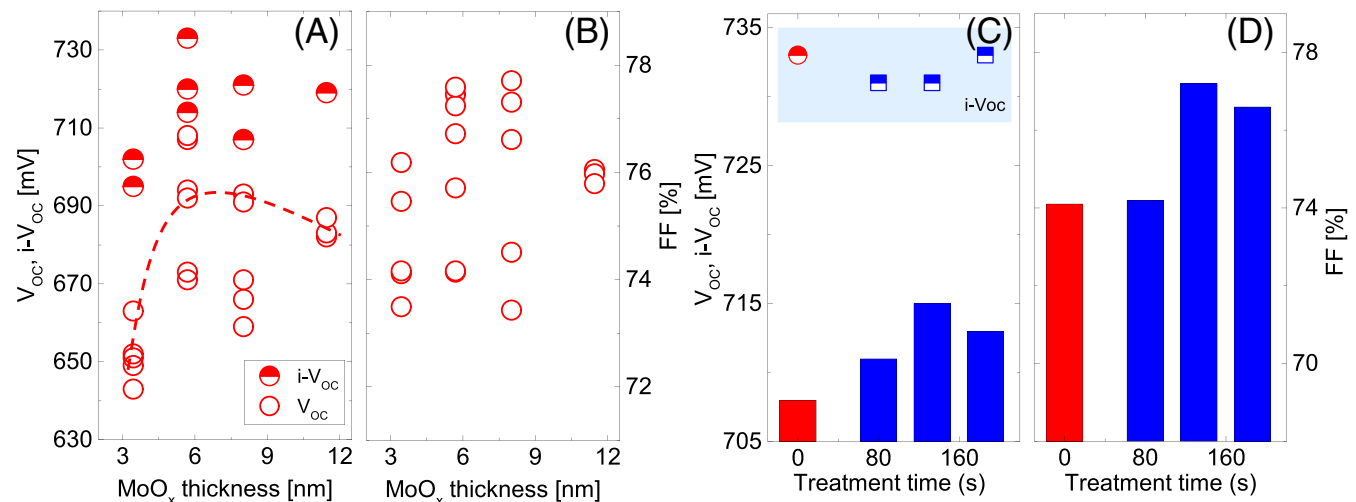 (A)
V_OC, i-V_OC [mV]
730
710
690
670
650
630
i-V_OC
V_OC
3 6 9 12
MoO_x thickness [nm]
(B)
78
76
74
72
FF [%]
3 6 9 12
MoO_x thickness [nm]
(C)
V_OC, i-V_OC [mV]
735
725
715
705
i-Voc
0 80 160
Treatment time (s)
(D)
78
74
70
FF [%]
0 80 160
Treatment time (s)